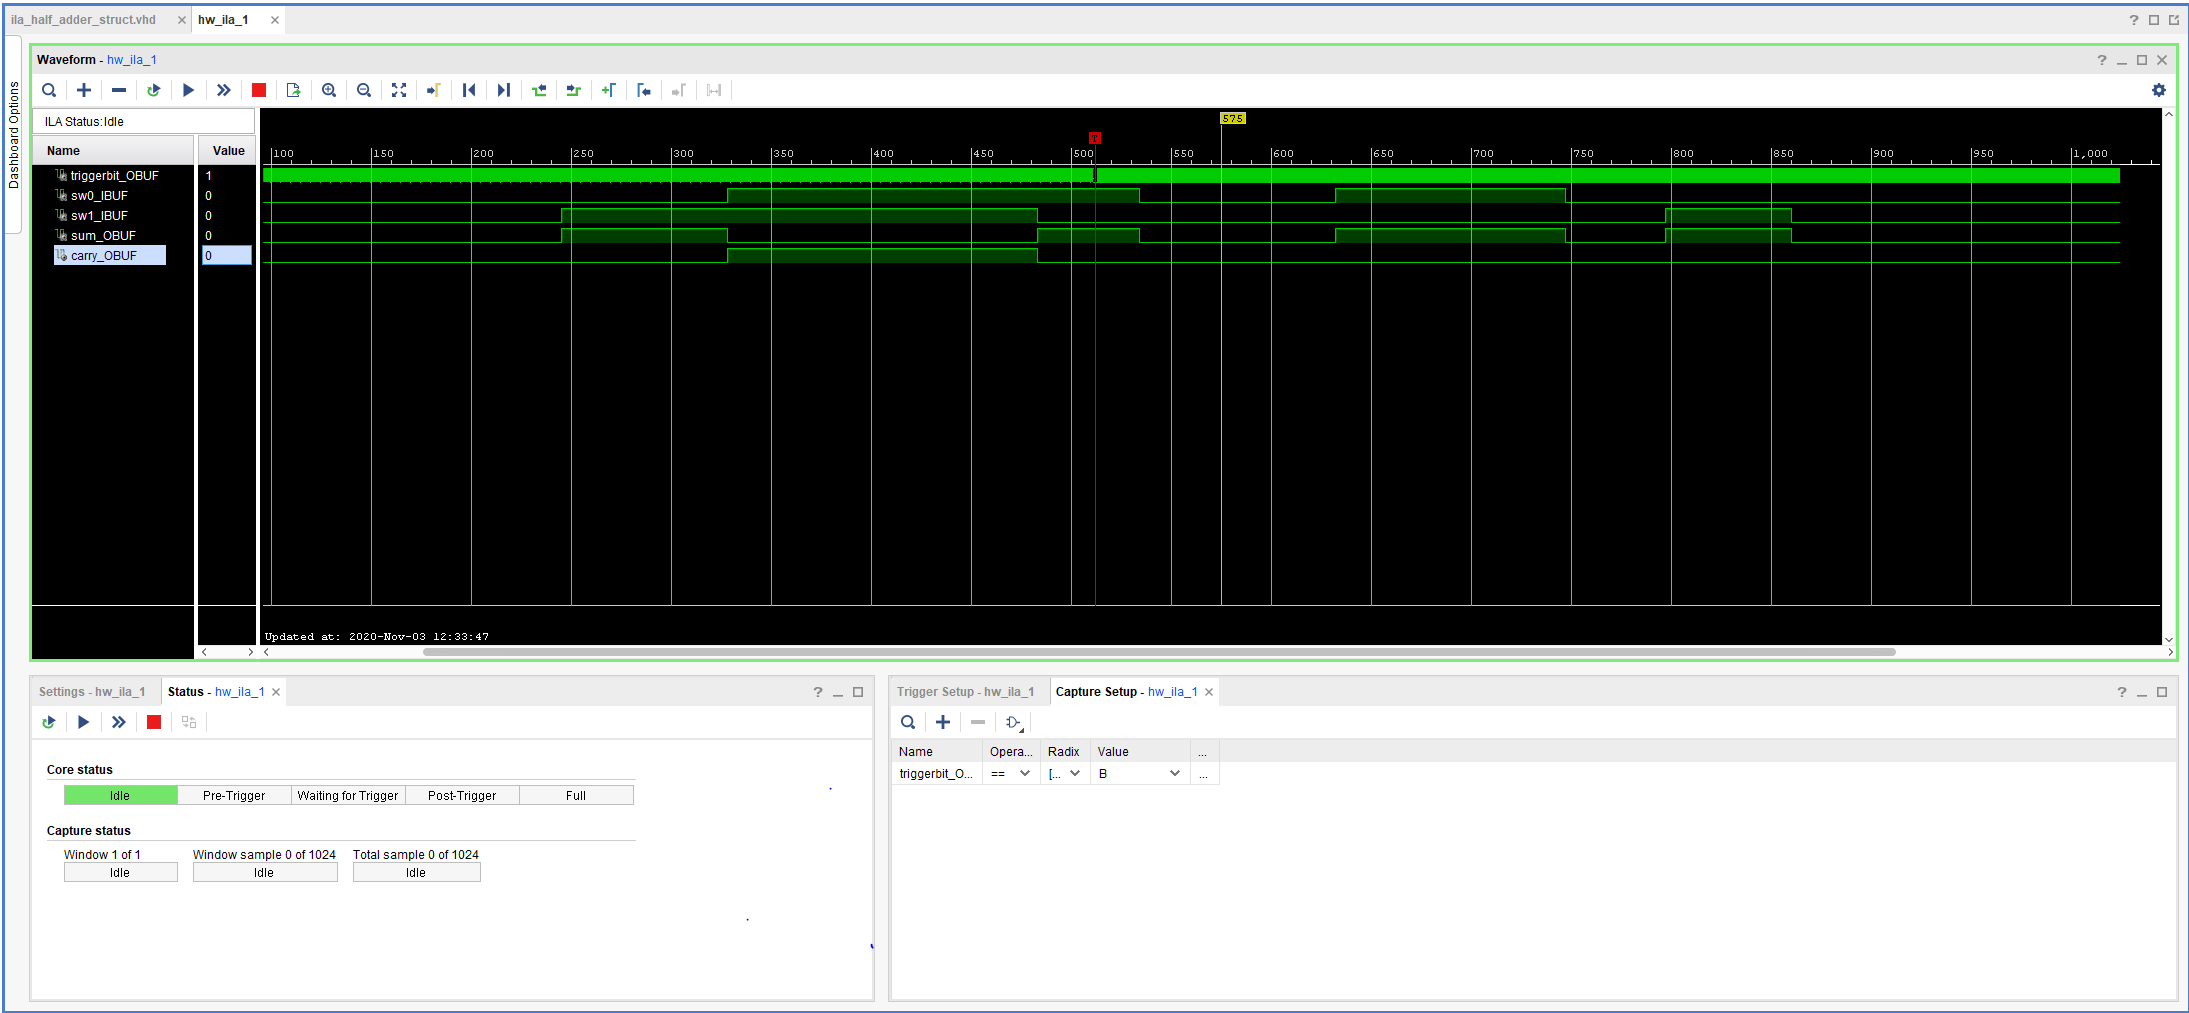 ila_half_adder_struct.vhd
hw_ila_1
Dashboard Options
Waveform - hw_ila_1
ILA Status:Idle
Name Value
triggerbit_OBUF 1
sw0_IBUF 0
sw1_IBUF 0
sum_OBUF 0
carry_OBUF 0
575
T
100 150 200 250 300 350 400 450 500 550 600 650 700 750 800 850 900 950 1,000
Updated at: 2020-Nov-03 12:33:47
Settings - hw_ila_1
Status - hw_ila_1
Core status
Idle Pre-Trigger Waiting for Trigger Post-Trigger Full
Capture status
Window 1 of 1 Window sample 0 of 1024 Total sample 0 of 1024
Idle Idle Idle
Trigger Setup - hw_ila_1
Capture Setup - hw_ila_1
Name Opera... Radix Value ...
triggerbit_O... == [... B ...